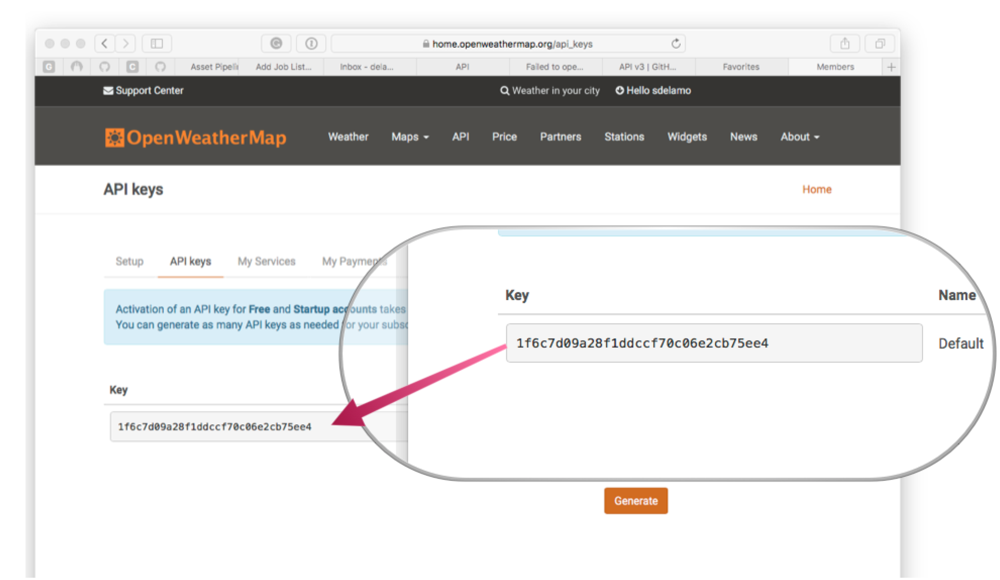 home.openweathermap.org/api_keys
Asset Pipeli Add Job List... Inbox - dela... API Failed to ope... API v3 | GitH... Favorites Members
Support Center Weather in your city Hello sdelamo
OpenWeatherMap Weather Maps API Price Partners Stations Widgets News About
API keys Home
Setup API keys My Services My Payments
Activation of an API key for Free and Startup accounts takes
You can generate as many API keys as needed for your subsc
Key Name
1f6c7d09a28f1ddccf70c06e2cb75ee4 Default
Key
1f6c7d09a28f1ddccf70c06e2cb75ee4
Generate